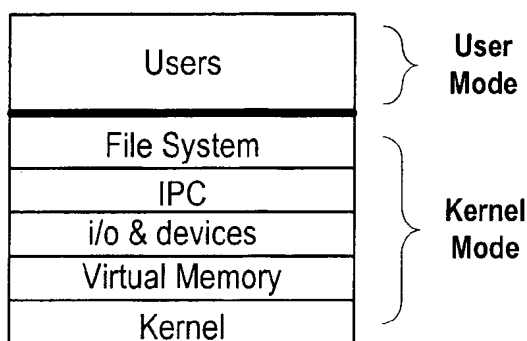 Users
User
Mode
File System
IPC
i/o & devices
Virtual Memory
Kernel
Kernel
Mode